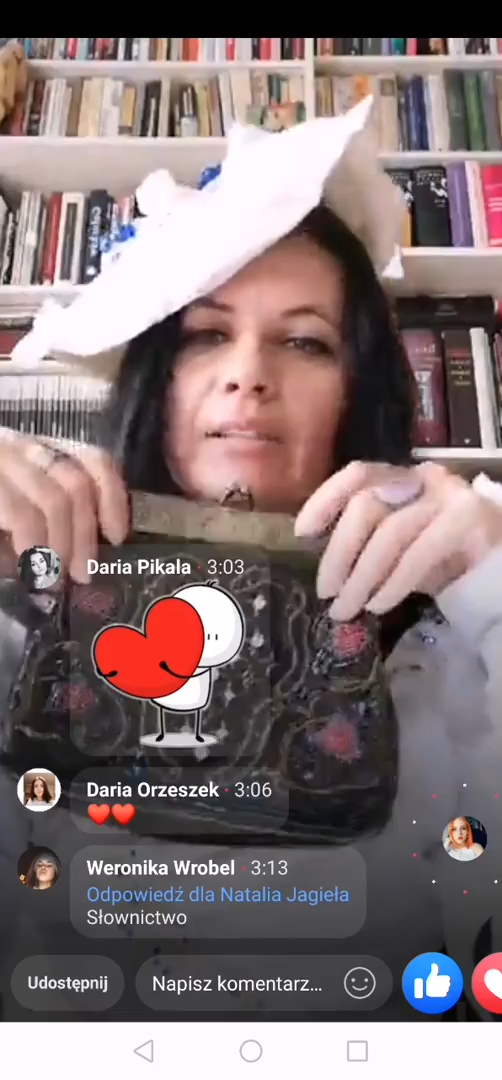 Daria Pikala · 3:03
Daria Orzeszek · 3:06
Weronika Wrobel · 3:13
Odpowiedź dla Natalia Jagieła
Słownictwo
Udostępnij
Napisz komentarz...